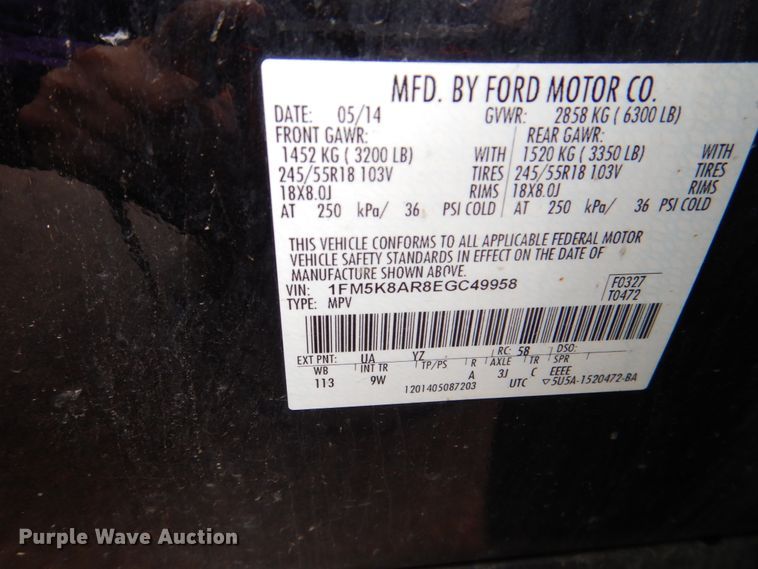 MFD. BY FORD MOTOR CO.
DATE: 05/14 GVWR: 2858 KG ( 6300 LB)
FRONT GAWR: REAR GAWR:
1452 KG ( 3200 LB) WITH 1520 KG ( 3350 LB) WITH
245/55R18 103V TIRES 245/55R18 103V TIRES
18X8.0J RIMS 18X8.0J RIMS
AT 250 kPa/ 36 PSI COLD AT 250 kPa/ 36 PSI COLD
THIS VEHICLE CONFORMS TO ALL APPLICABLE FEDERAL MOTOR
VEHICLE SAFETY STANDARDS IN EFFECT ON THE DATE OF
MANUFACTURE SHOWN ABOVE.
VIN: 1FM5K8AR8EGC49958 F0327
TYPE: MPV T0472
EXT PNT: UA YZ RC: 58 DSO:
WB INT TR TP/PS R AXLE TR SPR
113 9W A 3J C EEEE
1201405087203 UTC ▽5U5A-1520472-BA
Purple Wave Auction